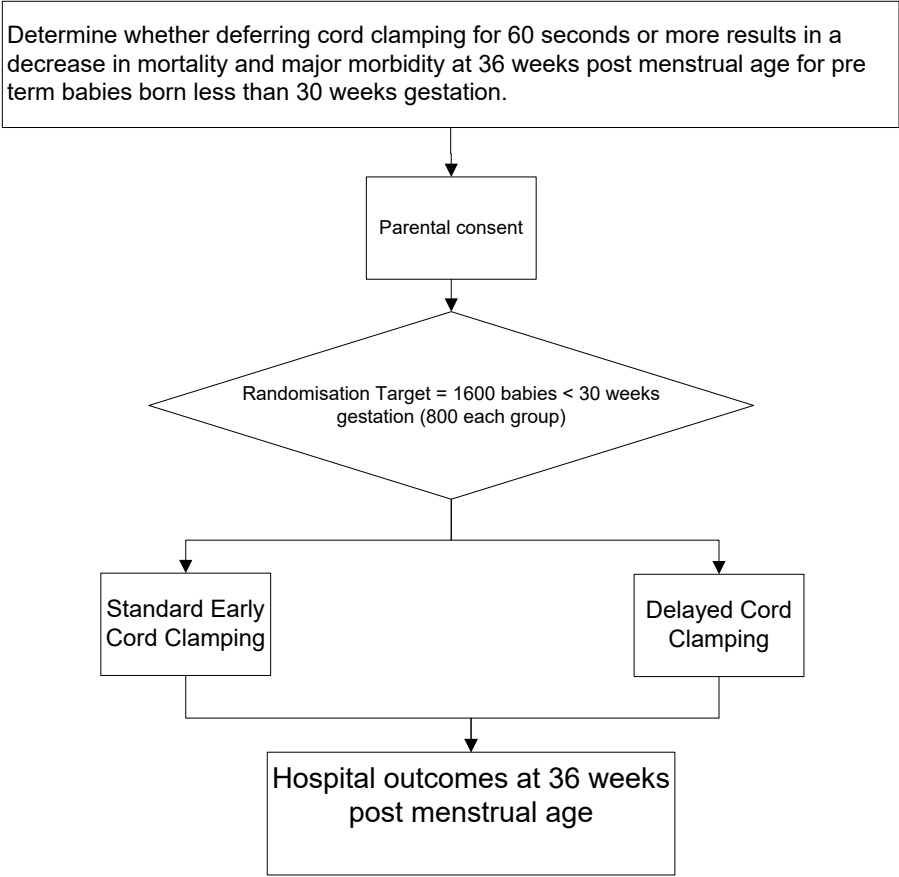 Determine whether deferring cord clamping for 60 seconds or more results in a
decrease in mortality and major morbidity at 36 weeks post menstrual age for pre
term babies born less than 30 weeks gestation.
Parental consent
Randomisation Target = 1600 babies < 30 weeks
gestation (800 each group)
Standard Early
Cord Clamping
Delayed Cord
Clamping
Hospital outcomes at 36 weeks
post menstrual age